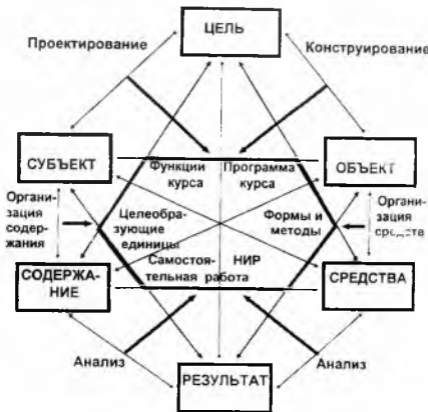 ЦЕЛЬ
Проектирование
Конструирование
СУБЪЕКТ
Функции
курса
Программа
курса
ОБЪЕКТ
Органи-
зация
содер-
жания
Целеобра-
зующие
единицы
Формы и
методы
Органи-
зация
средств
Самостоя-
тельная работа
НИР
СОДЕРЖА-
НИЕ
СРЕДСТВА
Анализ
Анализ
РЕЗУЛЬТАТ